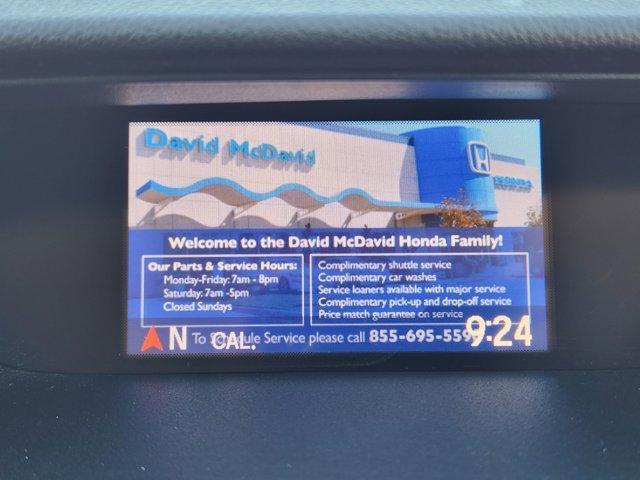 David McDavid
HONDA
Welcome to the David McDavid Honda Family!
Our Parts & Service Hours:
Monday-Friday: 7am - 8pm
Saturday: 7am -5pm
Closed Sundays
Complimentary shuttle service
Complimentary car washes
Service loaners available with major service
Complimentary pick-up and drop-off service
Price match guarantee on service
To Schedule Service please call 855-695-559
N CAL. 9:24